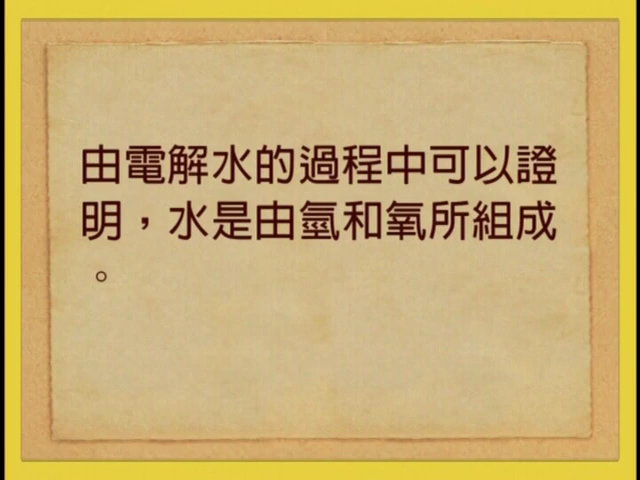 由電解水的過程中可以證
明，水是由氫和氧所組成
。